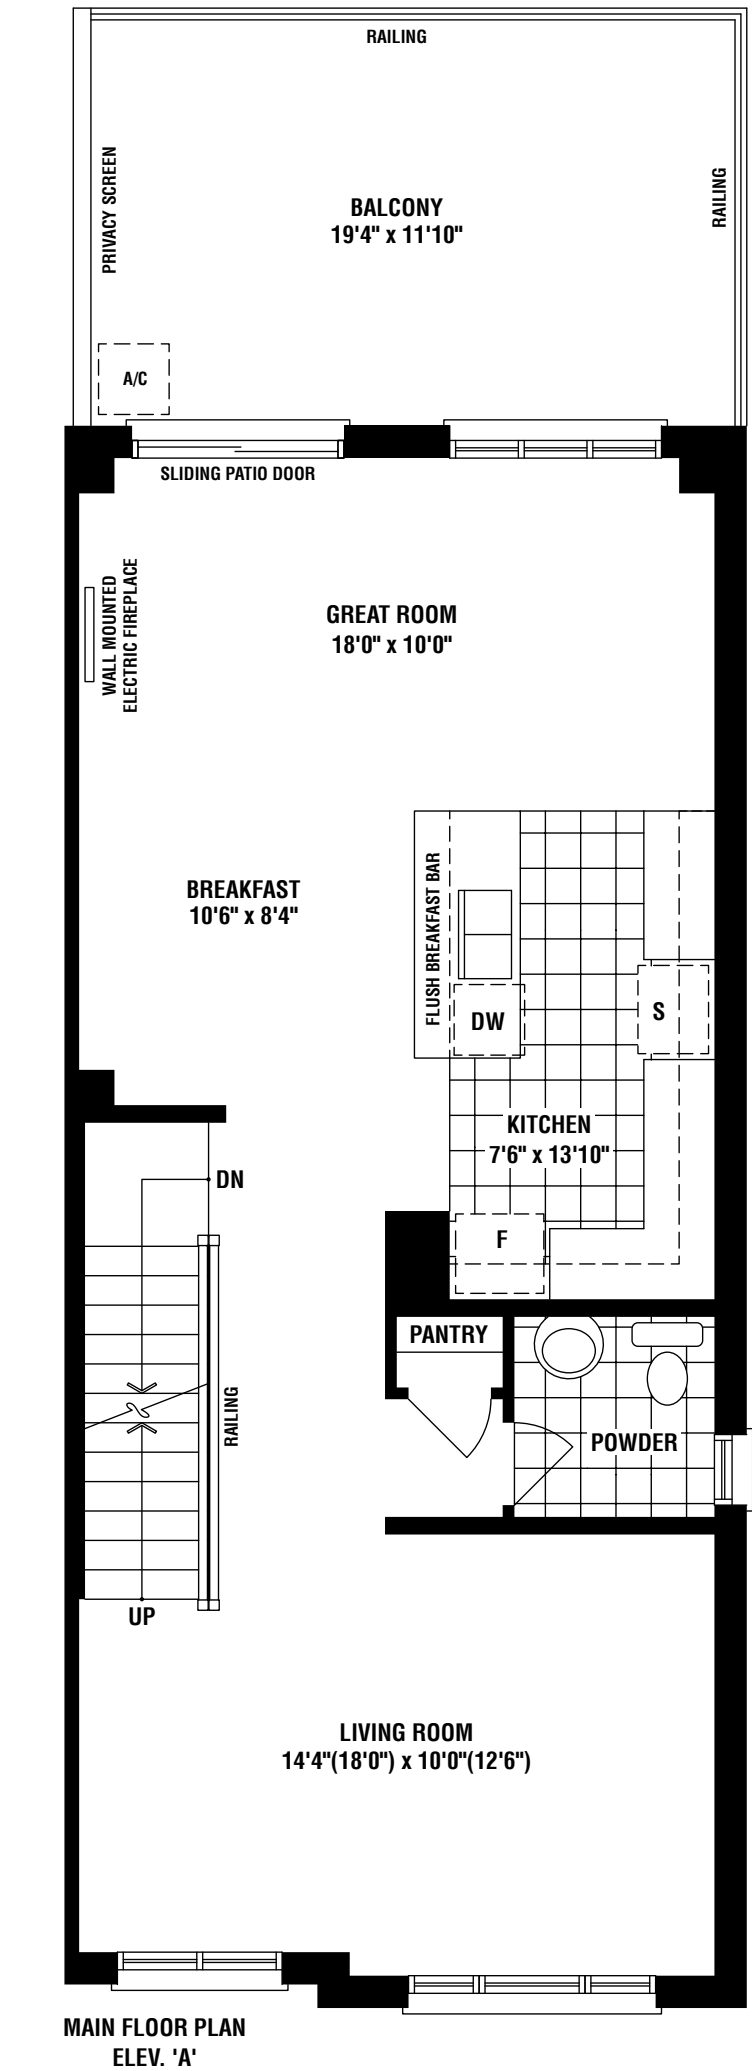 RAILING
PRIVACY SCREEN
RAILING
BALCONY
19'4" x 11'10"
A/C
SLIDING PATIO DOOR
WALL MOUNTED
ELECTRIC FIREPLACE
GREAT ROOM
18'0" x 10'0"
BREAKFAST
10'6" x 8'4"
FLUSH BREAKFAST BAR
DW
S
KITCHEN
7'6" x 13'10"
DN
F
PANTRY
RAILING
POWDER
UP
LIVING ROOM
14'4"(18'0") x 10'0"(12'6")
MAIN FLOOR PLAN
ELEV. 'A'